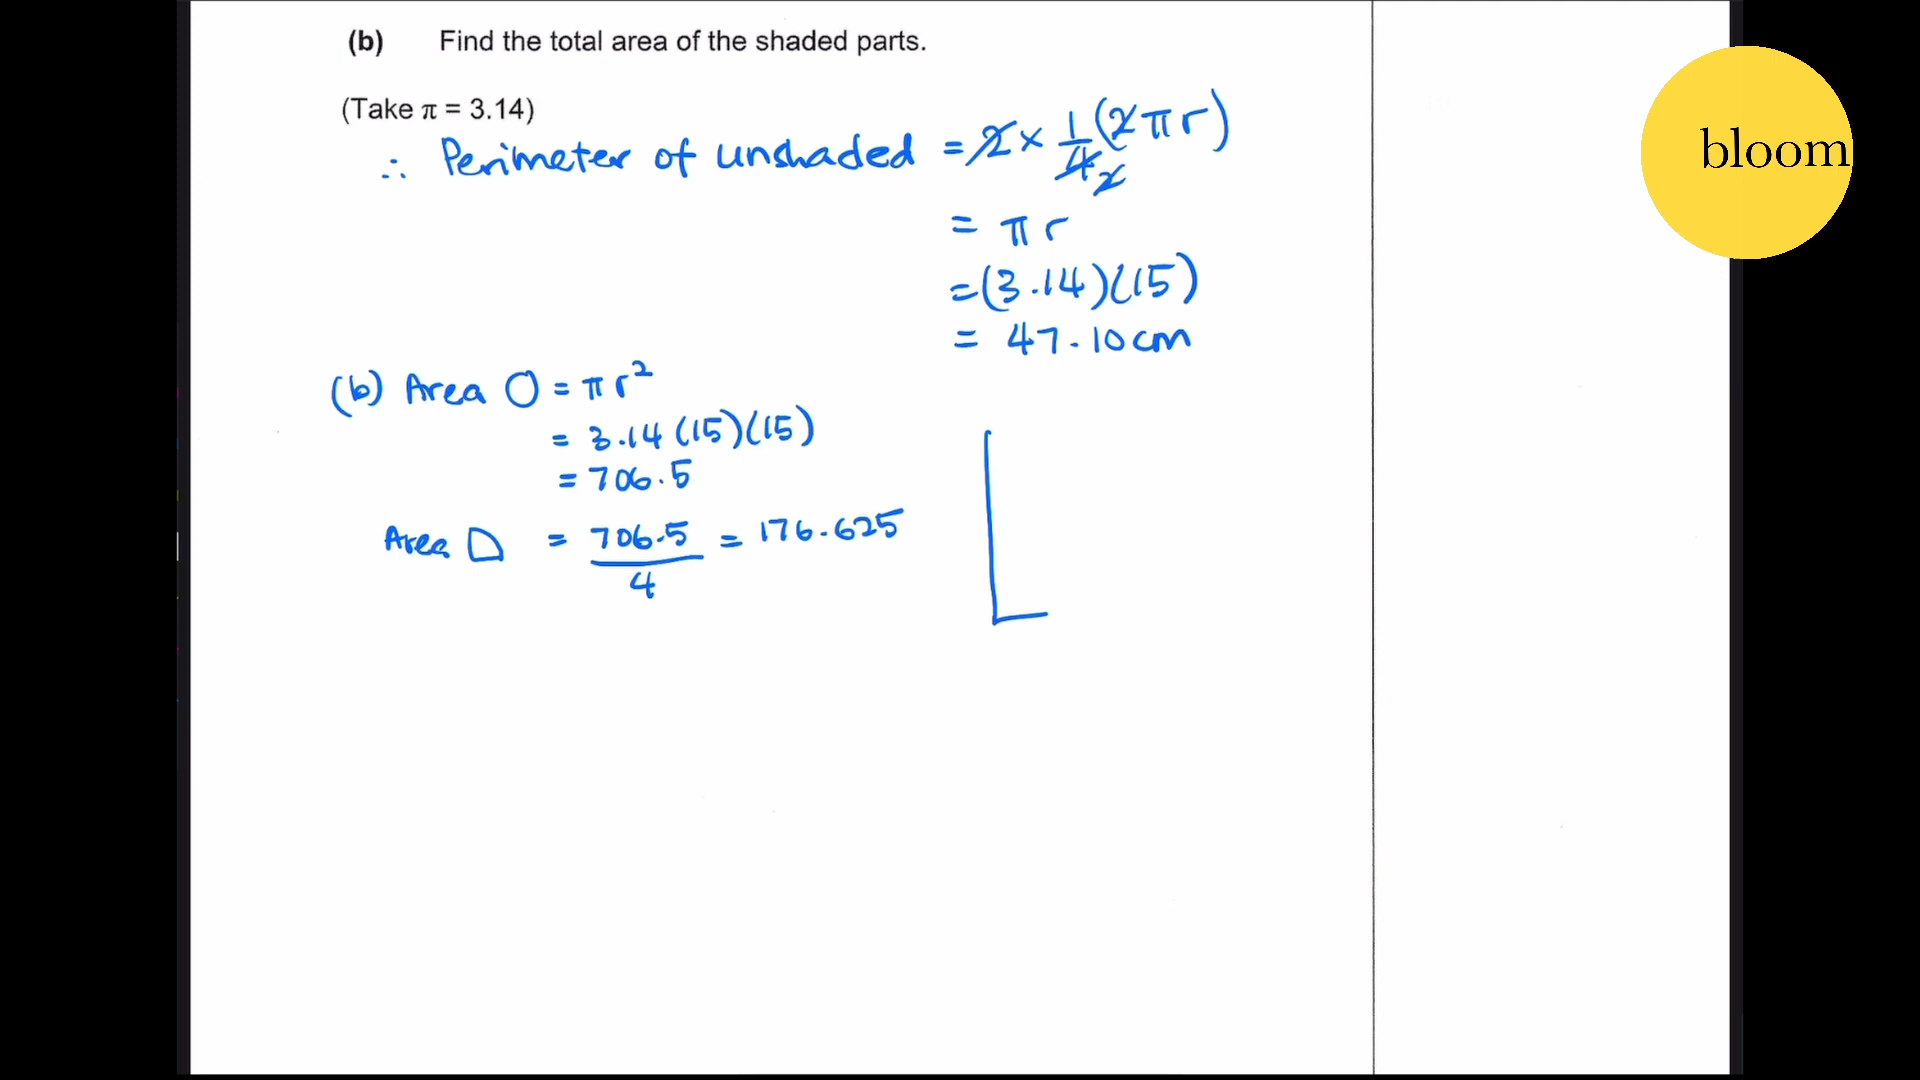 (b) Find the total area of the shaded parts.
(Take π = 3.14)
∴ Perimeter of unshaded = 2 × 1/4 2 (2πr)
= πr
= (3.14)(15)
= 47.10cm
(b) Area O = πr²
= 3.14 (15)(15)
= 706.5
Area D = 706.5/4 = 176.625
bloom